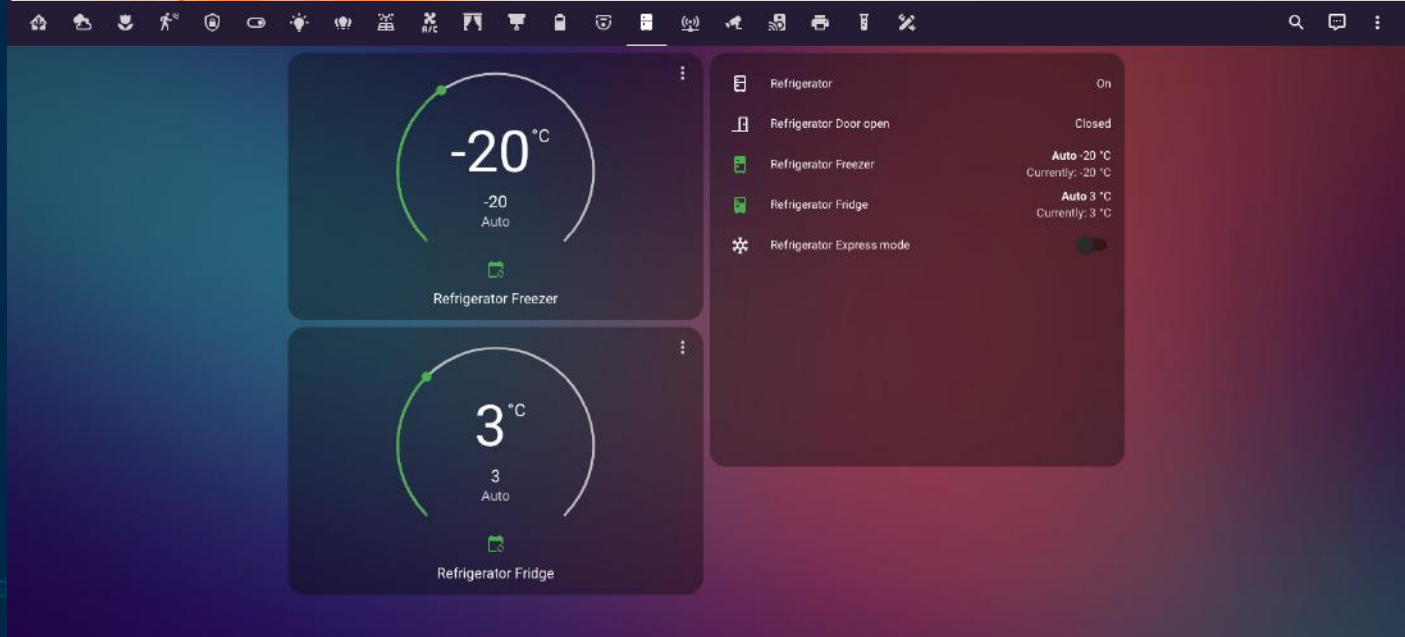 A/C
-20 °C
-20
Auto
Refrigerator Freezer
3 °C
3
Auto
Refrigerator Fridge
Refrigerator On
Refrigerator Door open Closed
Refrigerator Freezer Auto -20 °C
Currently: -20 °C
Refrigerator Fridge Auto 3 °C
Currently: 3 °C
Refrigerator Express mode